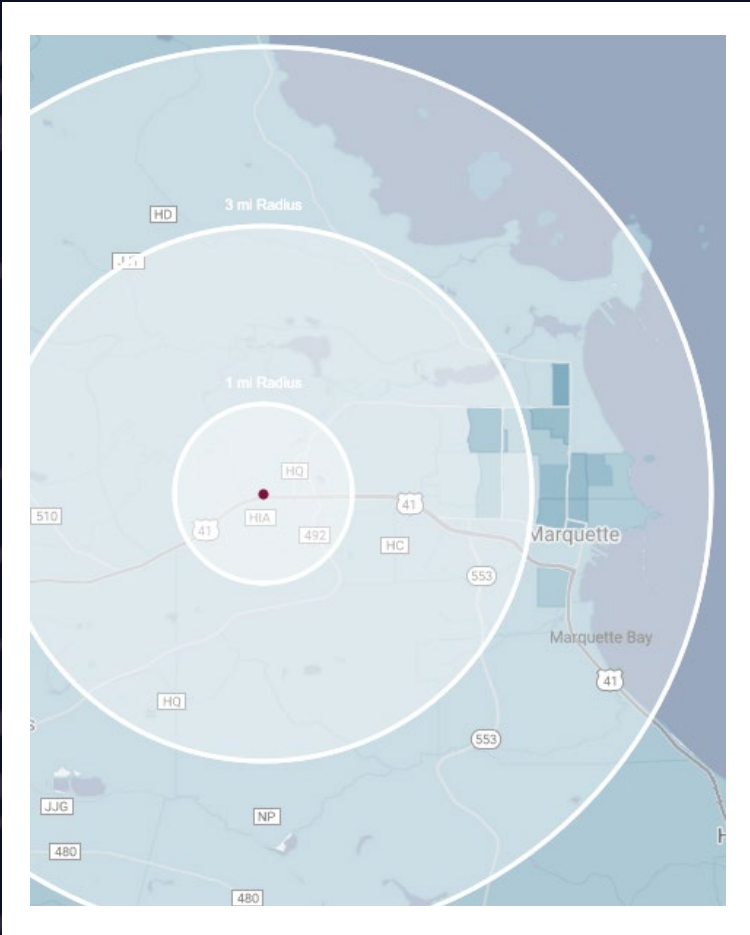 3 mi Radius
HD
1 mi Radius
HQ
41
510
HIA
41
492
Marquette
HC
553
Marquette Bay
41
HQ
553
JJG
NP
480
480